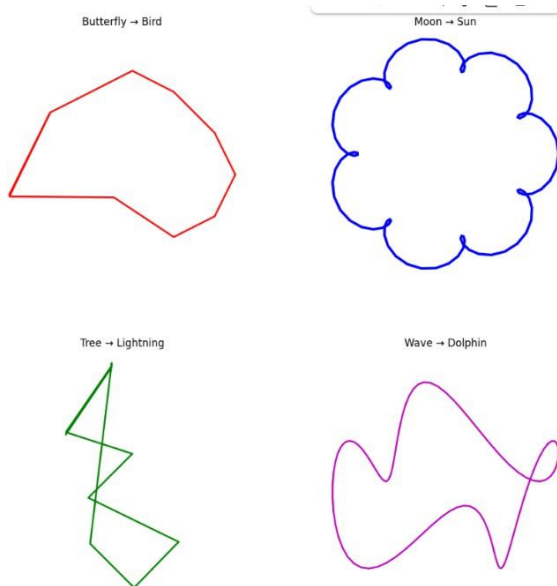 Butterfly → Bird
Moon → Sun
Tree → Lightning
Wave → Dolphin